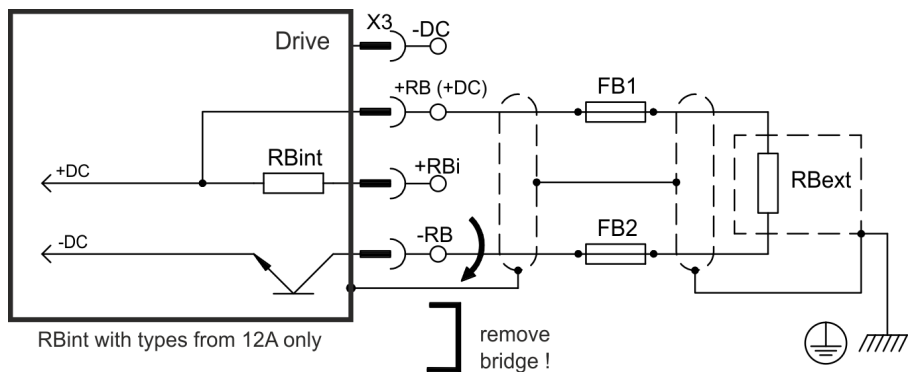 Drive
X3
-DC
+RB (+DC)
FB1
+DC
RBint
+RBi
RBext
-DC
-RB
FB2
RBint with types from 12A only
remove
bridge !